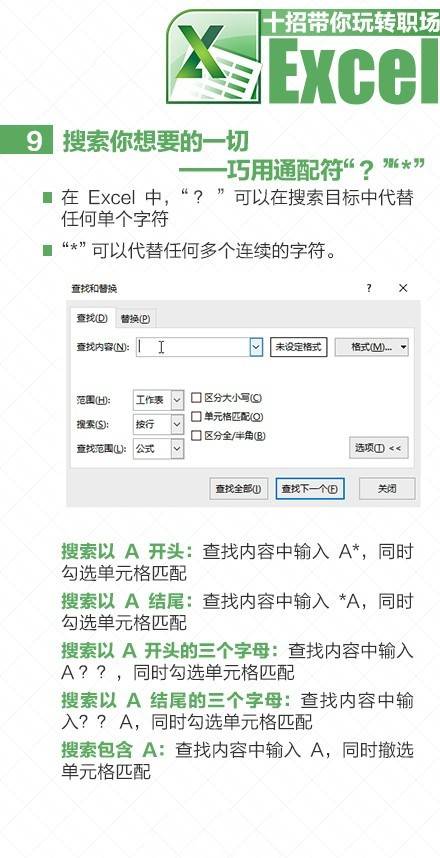 十招带你玩转职场
Excel
9 搜索你想要的一切
——巧用通配符“？”“*”
在 Excel 中，“？”可以在搜索目标中代替
任何单个字符
“*”可以代替任何多个连续的字符。
查找和替换 ? ×
查找(D) 替换(P)
查找内容(N): 未设定格式 格式(M)...
范围(H): 工作表 区分大小写(C)
搜索(S): 按行 单元格匹配(O)
查找范围(L): 公式 区分全/半角(B)
选项(T) <<
查找全部(I) 查找下一个(F) 关闭
搜索以 A 开头：查找内容中输入 A*，同时
勾选单元格匹配
搜索以 A 结尾：查找内容中输入 *A，同时
勾选单元格匹配
搜索以 A 开头的三个字母：查找内容中输入
A？？，同时勾选单元格匹配
搜索以 A 结尾的三个字母：查找内容中输
入？？A，同时勾选单元格匹配
搜索包含 A：查找内容中输入 A，同时撤选
单元格匹配